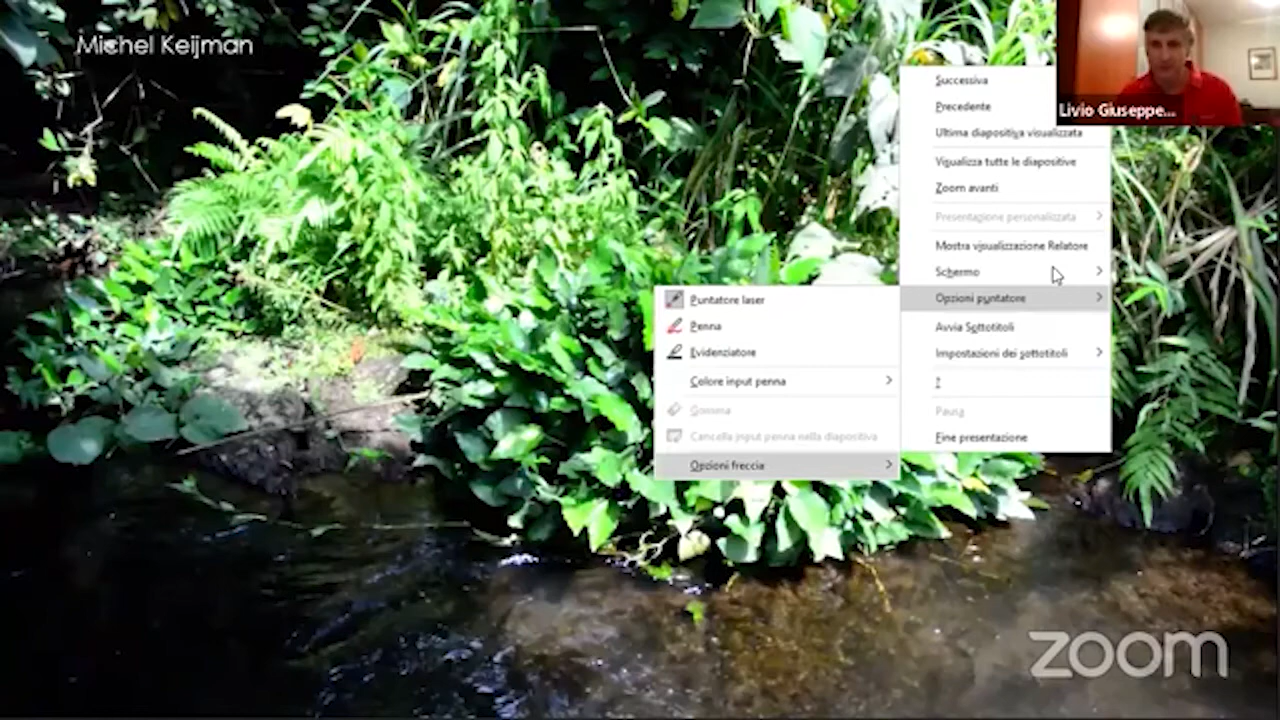 Michel Keijman
Livio Giuseppe...
Successiva
Precedente
Ultima diapositiva visualizzata
Visualizza tutte le diapositive
Zoom avanti
Presentazione personalizzata
Mostra visualizzazione Relatore
Schermo
Opzioni puntatore
Avvia Sottotitoli
Impostazioni dei sottotitoli
?
Pausa
Fine presentazione
Puntatore laser
Penna
Evidenziatore
Colore input penna
Gomma
Cancella input penna nella diapositiva
Opzioni freccia
zoom